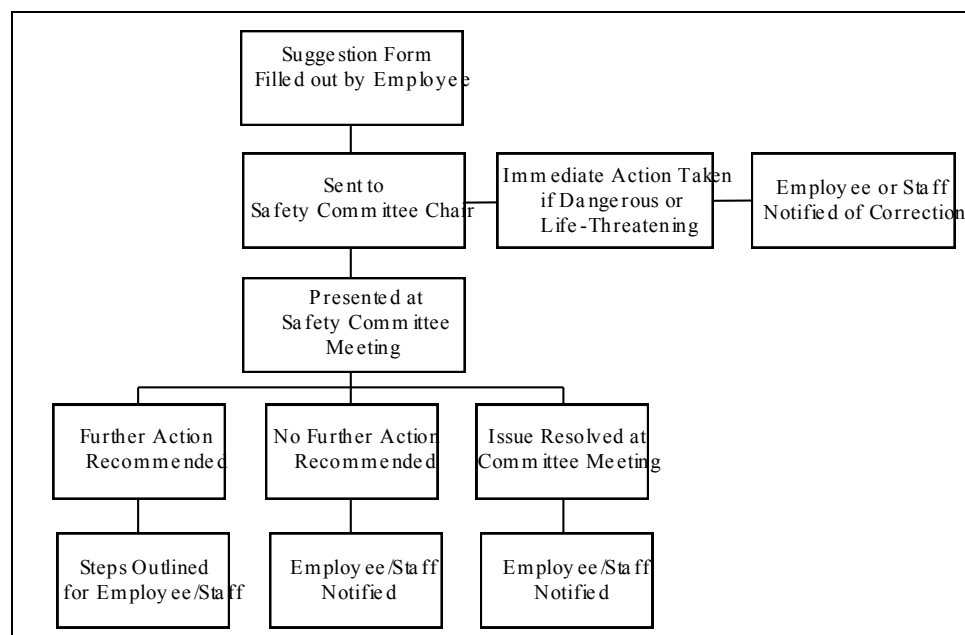 Suggestion Form
Filled out by Employee
Sent to
Safety Committee Chair
Immediate Action Taken
if Dangerous or
Life-Threatening
Employee or Staff
Notified of Correction
Presented at
Safety Committee
Meeting
Further Action
Recommended
No Further Action
Recommended
Issue Resolved at
Committee Meeting
Steps Outlined
for Employee/Staff
Employee/Staff
Notified
Employee/Staff
Notified